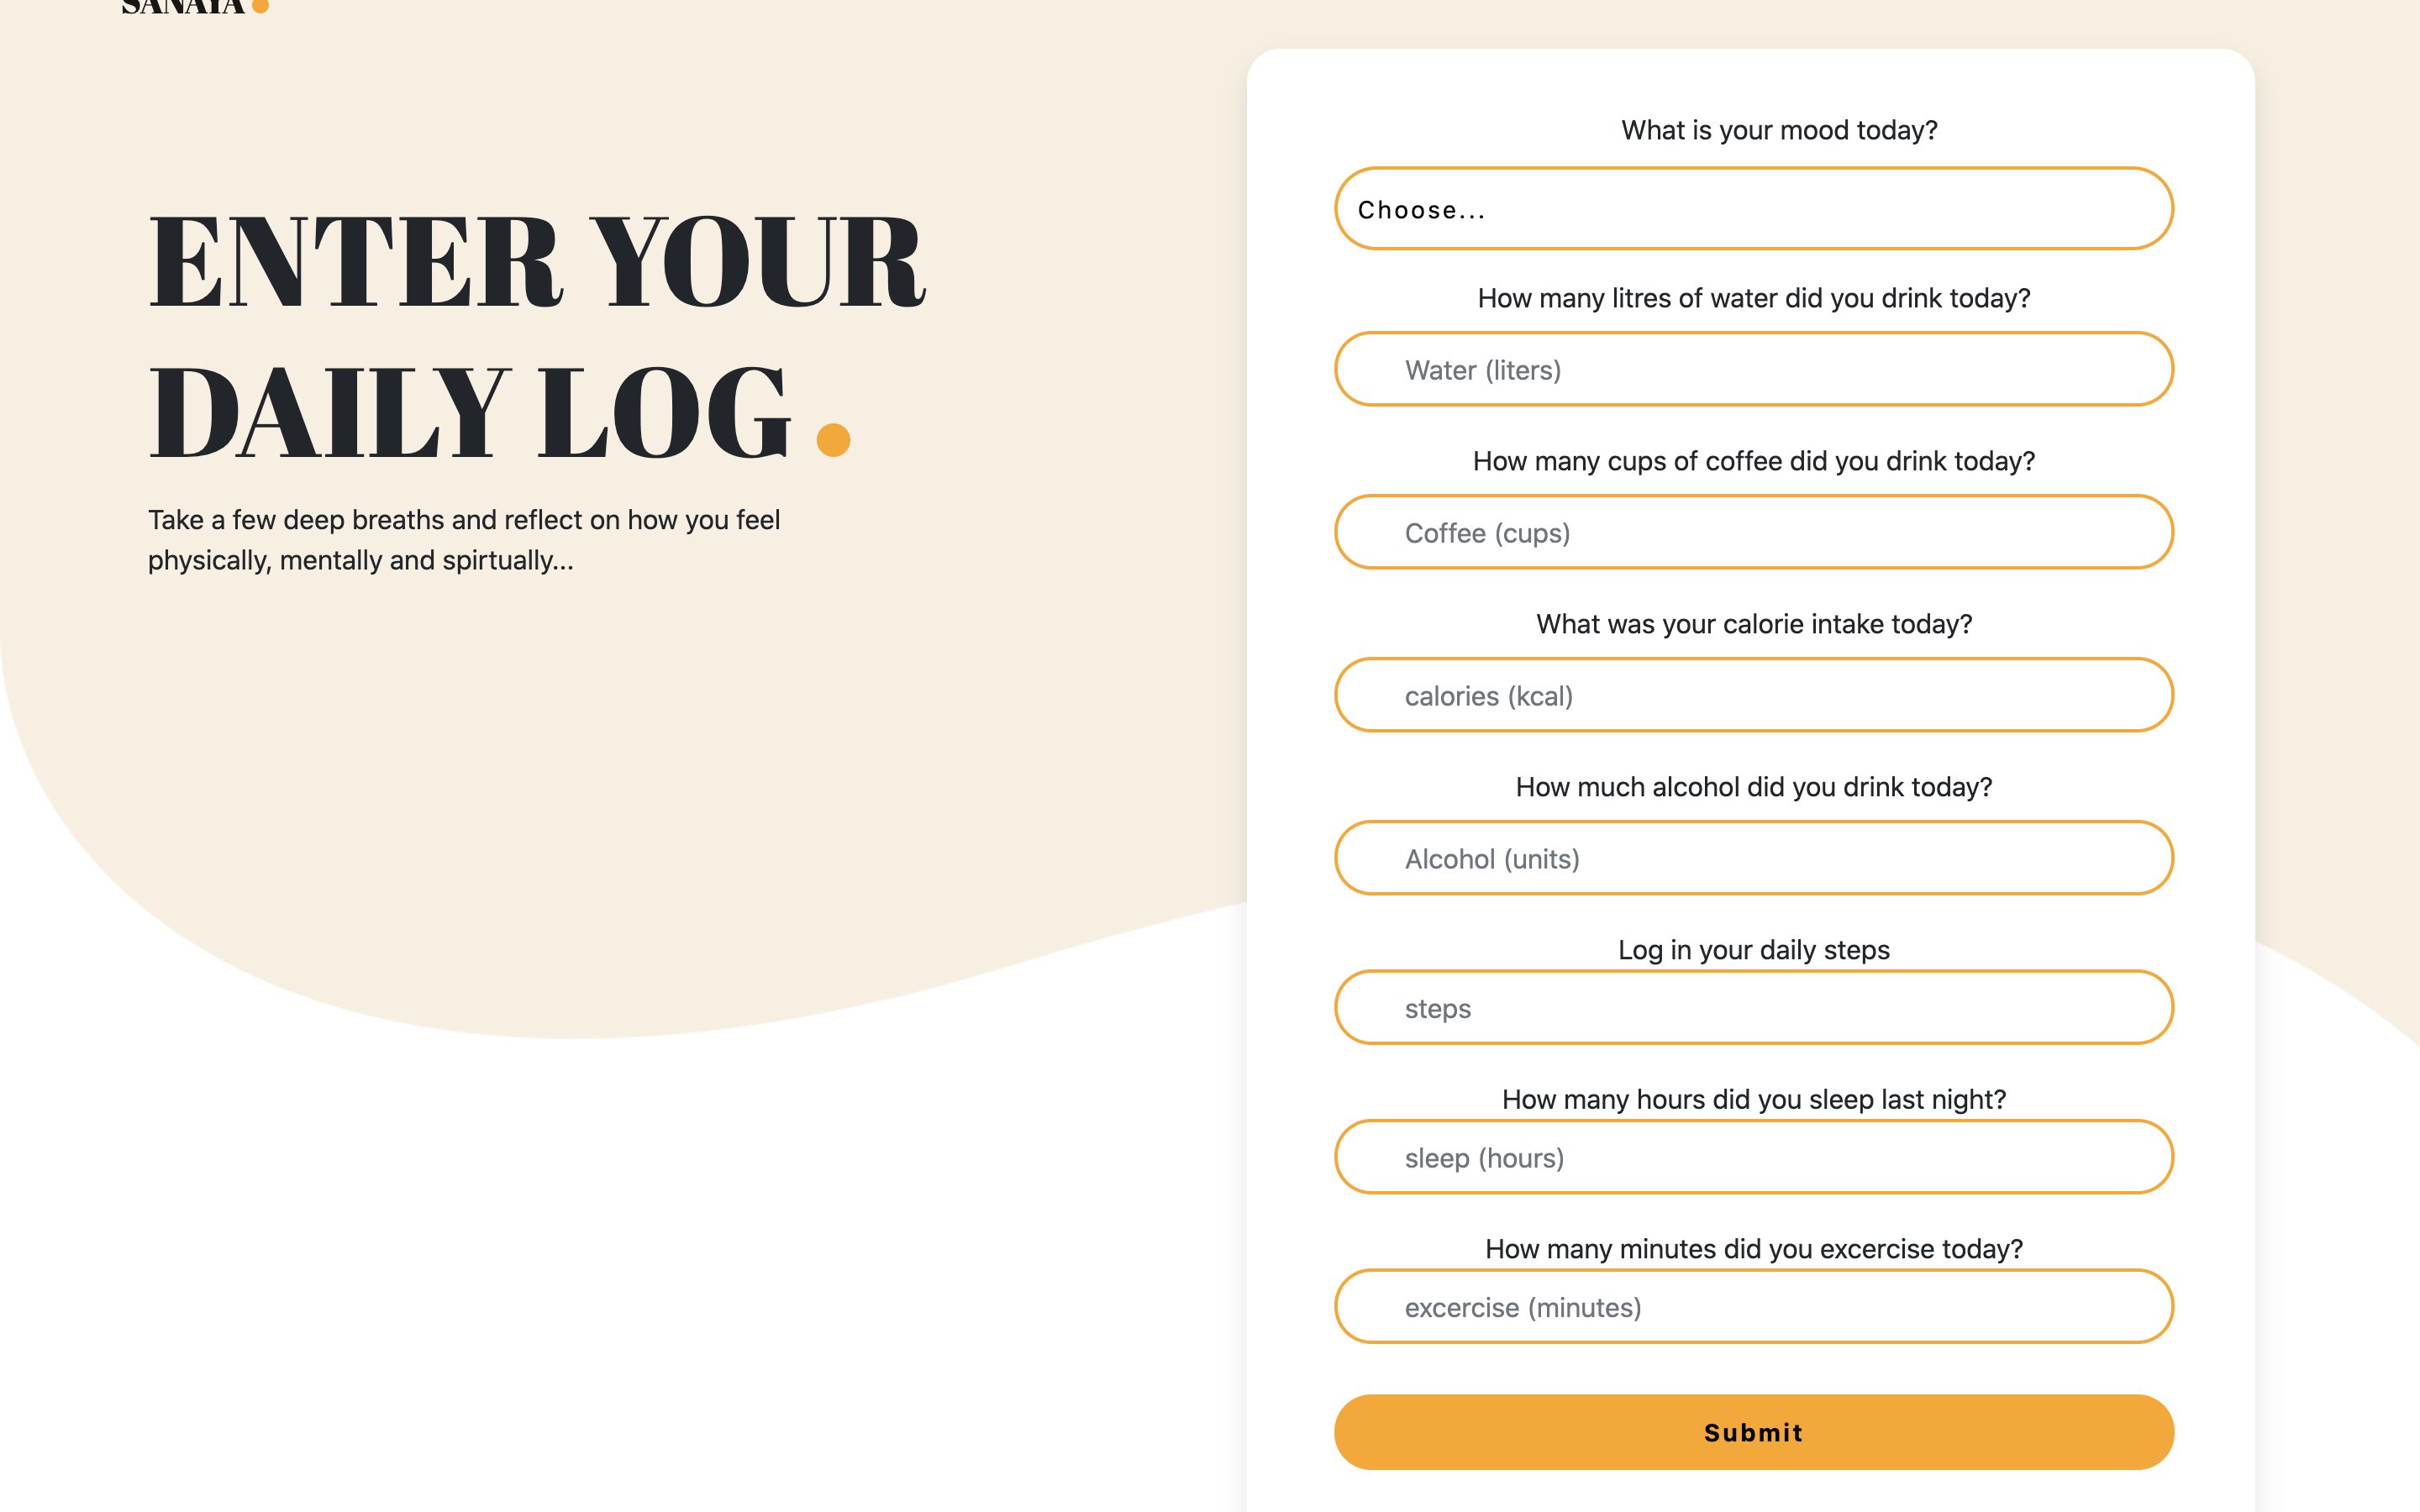 SANAYA
ENTER YOUR
DAILY LOG.
Take a few deep breaths and reflect on how you feel
physically, mentally and spirtually...
What is your mood today?
Choose...
How many litres of water did you drink today?
Water (liters)
How many cups of coffee did you drink today?
Coffee (cups)
What was your calorie intake today?
calories (kcal)
How much alcohol did you drink today?
Alcohol (units)
Log in your daily steps
steps
How many hours did you sleep last night?
sleep (hours)
How many minutes did you excercise today?
excercise (minutes)
Submit